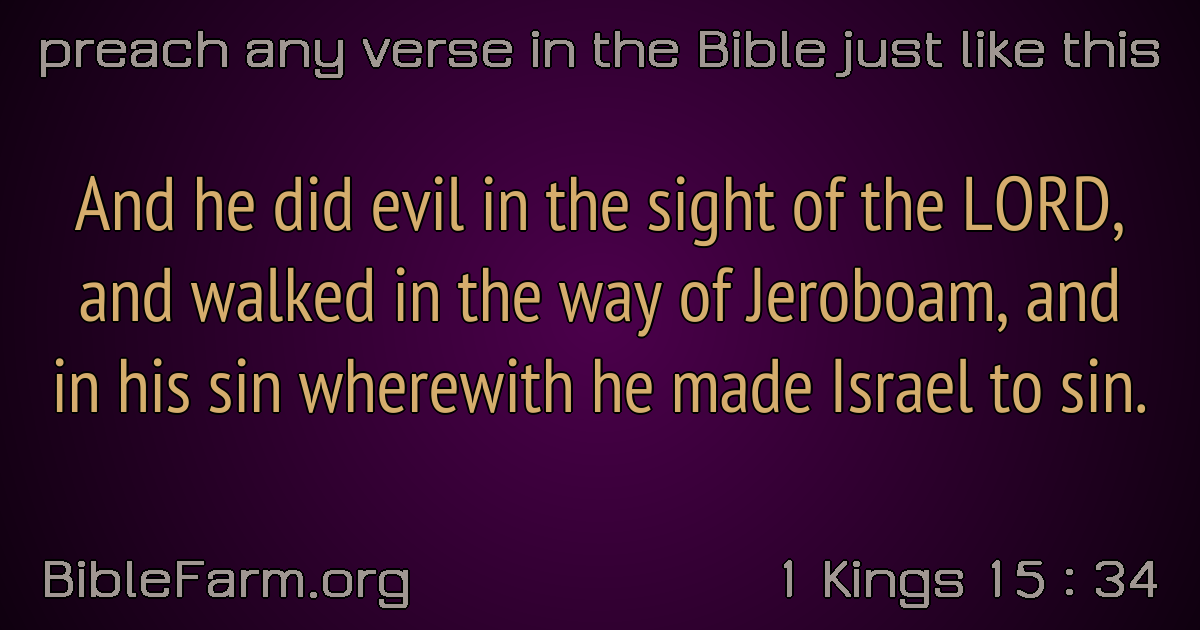 preach any verse in the Bible just like this
And he did evil in the sight of the LORD,
and walked in the way of Jeroboam, and
in his sin wherewith he made Israel to sin.
BibleFarm.org
1 Kings 15 : 34